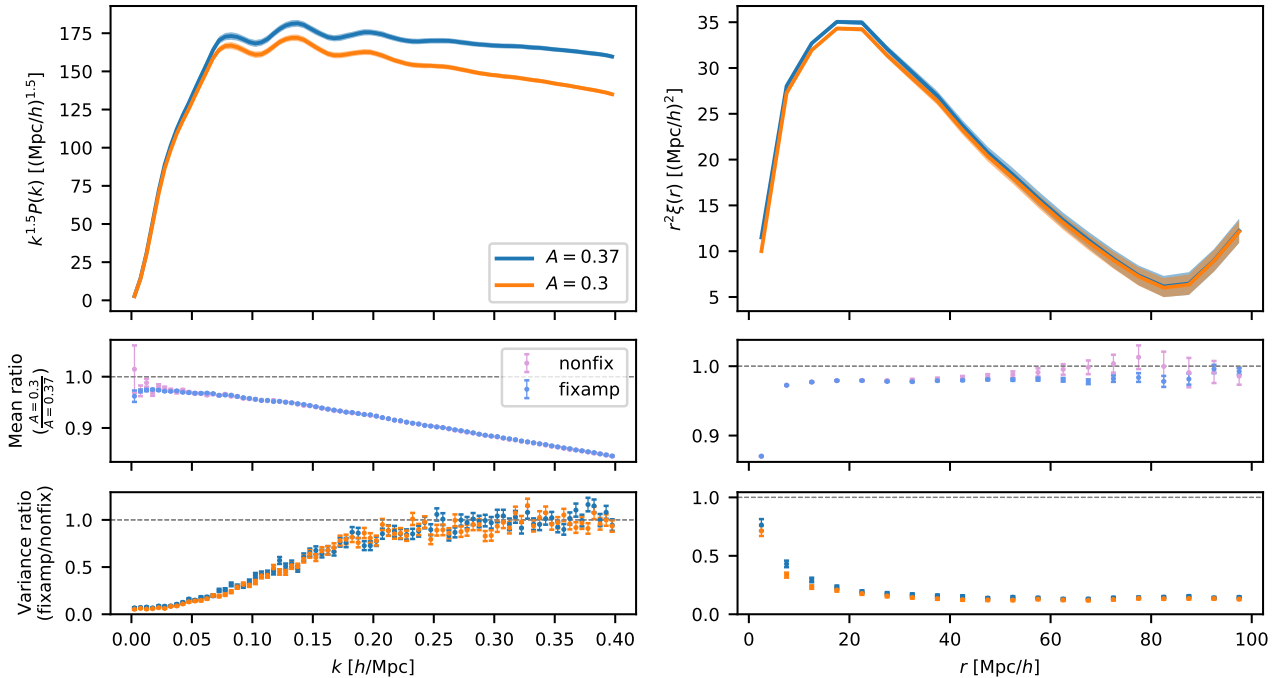 k^{1.5}P(k) [(Mpc/h)^{1.5}]
175
150
125
100
75
50
25
0
A = 0.37
A = 0.3
r²ξ(r) [(Mpc/h)²]
35
30
25
20
15
10
5
Mean ratio
(A=0.3/A=0.37)
1.0
0.9
nonfix
fixamp
1.0
0.9
Variance ratio
(fixamp/nonfix)
1.0
0.5
0.0
0.00 0.05 0.10 0.15 0.20 0.25 0.30 0.35 0.40
k [h/Mpc]
1.0
0.5
0.0
0 20 40 60 80 100
r [Mpc/h]